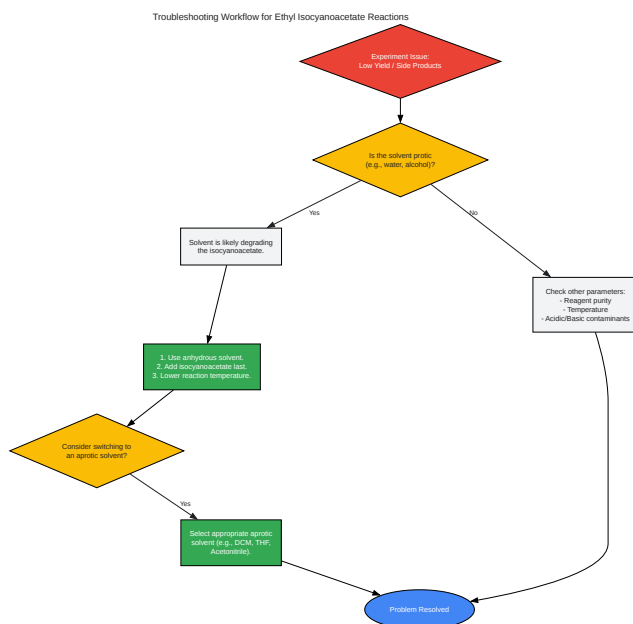 Troubleshooting Workflow for Ethyl Isocyanoacetate Reactions
Experiment Issue:
Low Yield / Side Products
Is the solvent protic
(e.g., water, alcohol)?
Yes
No
Solvent is likely degrading
the isocyanoacetate.
Check other parameters:
- Reagent purity
- Temperature
- Acidic/Basic contaminants
1. Use anhydrous solvent.
2. Add isocyanoacetate last.
3. Lower reaction temperature.
Consider switching to
an aprotic solvent?
Yes
Select appropriate aprotic
solvent (e.g., DCM, THF,
Acetonitrile).
Problem Resolved